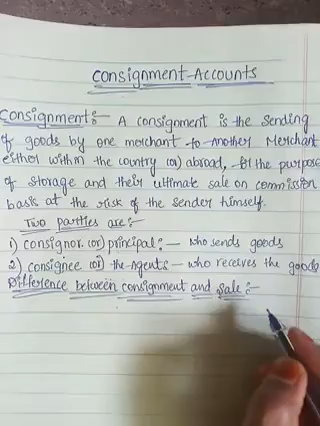 Consignment Accounts
Consignment:- A consignment is the sending
of goods by one merchant to another Merchant
either within the country (or) abroad, for the purpose
of storage and their ultimate sale on commission
basis at the risk of the sender himself.
Two parties are:-
1) consignor (or) principal:- who sends goods
2) consignee (or) the Agents - who receives the goods
Difference between consignment and sale:-